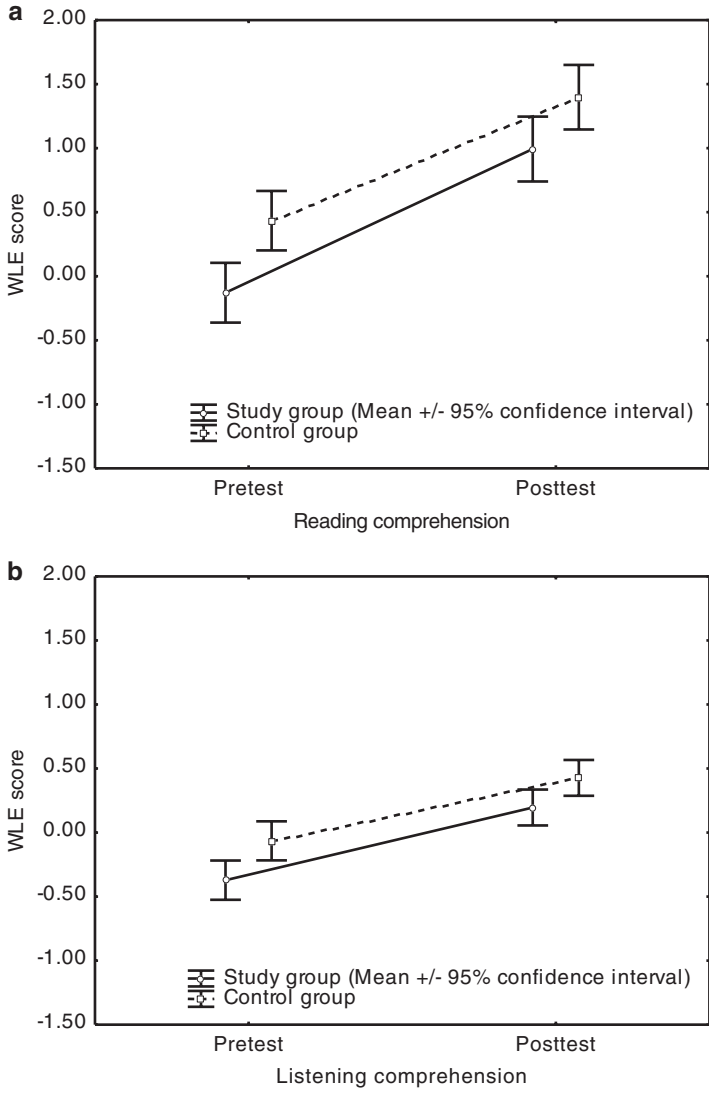 a
2.00
1.50
1.00
0.50
0.00
-0.50
-1.00
-1.50
WLE score
Study group (Mean +/- 95% confidence interval)
Control group
Pretest Posttest
Reading comprehension
b
2.00
1.50
1.00
0.50
0.00
-0.50
-1.00
-1.50
WLE score
Study group (Mean +/- 95% confidence interval)
Control group
Pretest Posttest
Listening comprehension